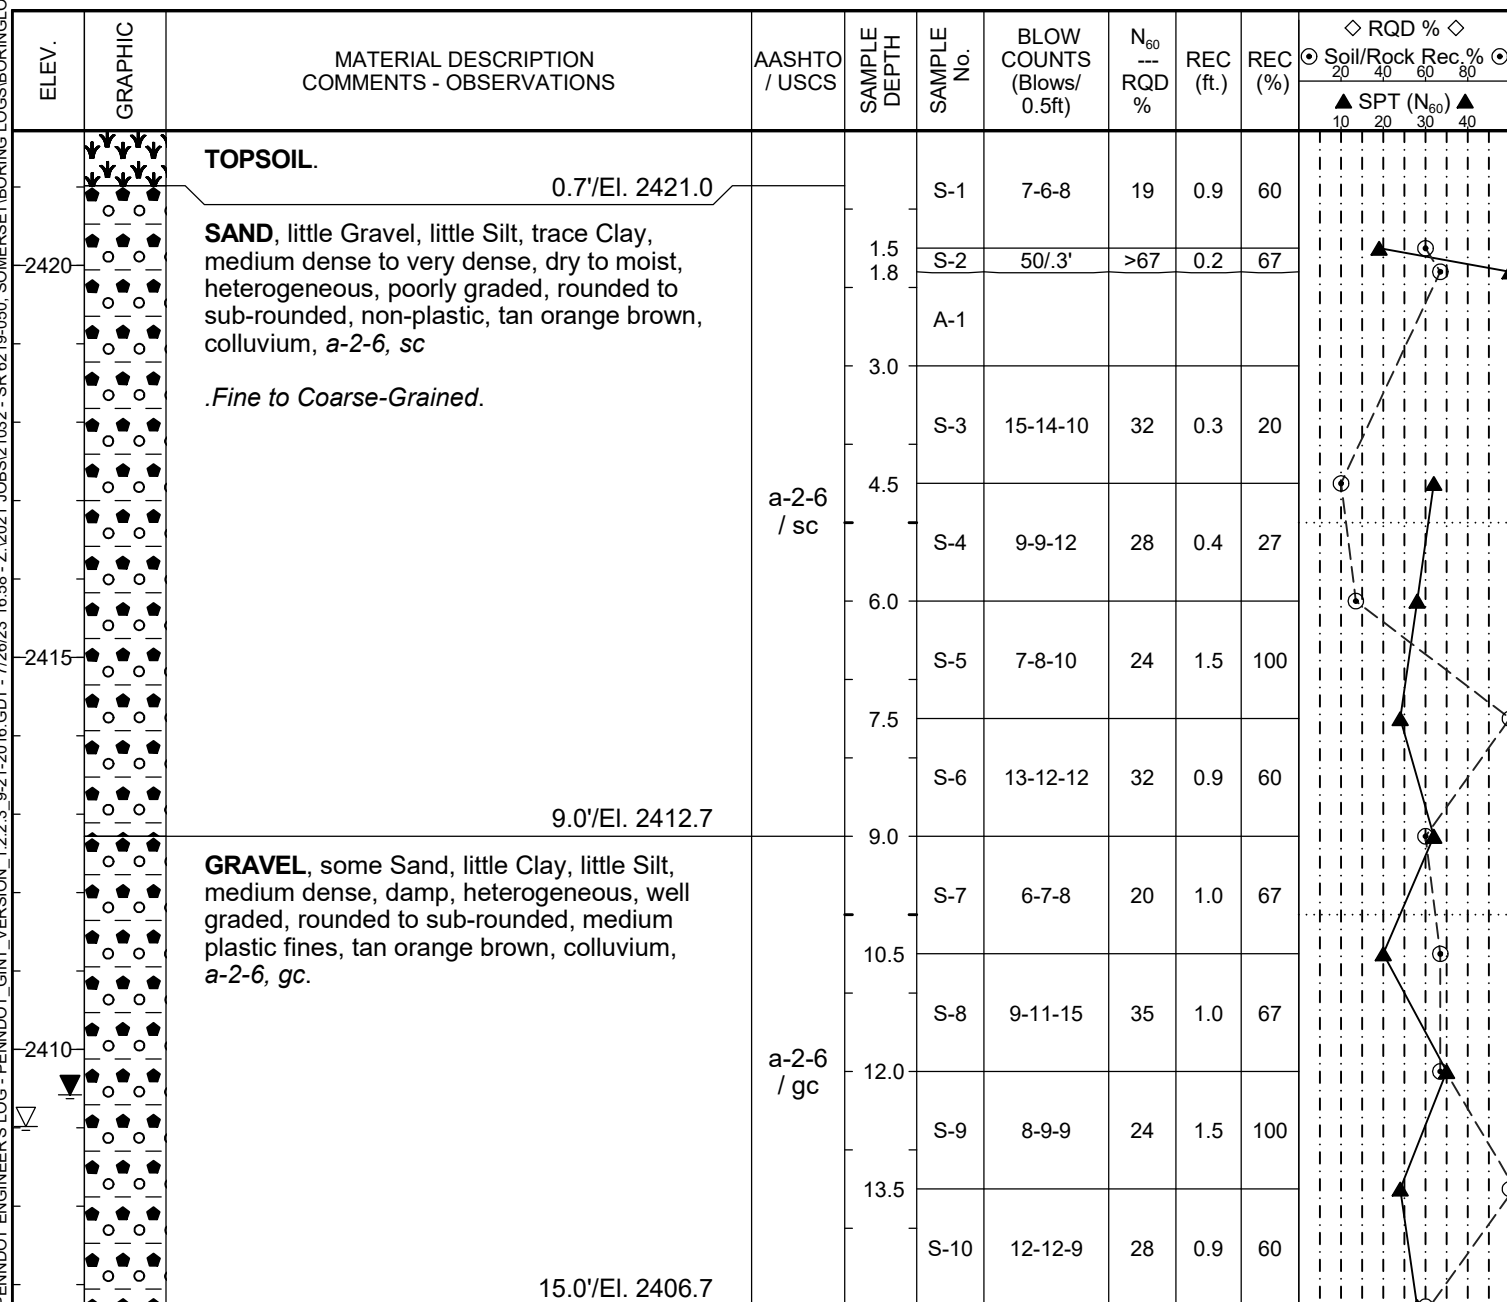 ELEV.
GRAPHIC
MATERIAL DESCRIPTION
COMMENTS - OBSERVATIONS
AASHTO
/ USCS
SAMPLE
DEPTH
SAMPLE
No.
BLOW
COUNTS
(Blows/
0.5ft)
N60
---
RQD
%
REC
(ft.)
REC
(%)
◇ RQD % ◇
Soil/Rock Rec.%
20 40 60 80
▲ SPT (N60) ▲
10 20 30 40
TOPSOIL.
0.7'/El. 2421.0
S-1 7-6-8 19 0.9 60
SAND, little Gravel, little Silt, trace Clay,
medium dense to very dense, dry to moist,
heterogeneous, poorly graded, rounded to
sub-rounded, non-plastic, tan orange brown,
colluvium, a-2-6, sc
.Fine to Coarse-Grained.
2420
1.5
S-2 50/.3' >67 0.2 67
1.8
A-1
3.0
S-3 15-14-10 32 0.3 20
4.5
a-2-6
/ sc
S-4 9-9-12 28 0.4 27
6.0
2415
S-5 7-8-10 24 1.5 100
7.5
S-6 13-12-12 32 0.9 60
9.0'/El. 2412.7
9.0
GRAVEL, some Sand, little Clay, little Silt,
medium dense, damp, heterogeneous, well
graded, rounded to sub-rounded, medium
plastic fines, tan orange brown, colluvium,
a-2-6, gc.
S-7 6-7-8 20 1.0 67
10.5
S-8 9-11-15 35 1.0 67
2410
a-2-6
/ gc
12.0
S-9 8-9-9 24 1.5 100
13.5
S-10 12-12-9 28 0.9 60
15.0'/El. 2406.7